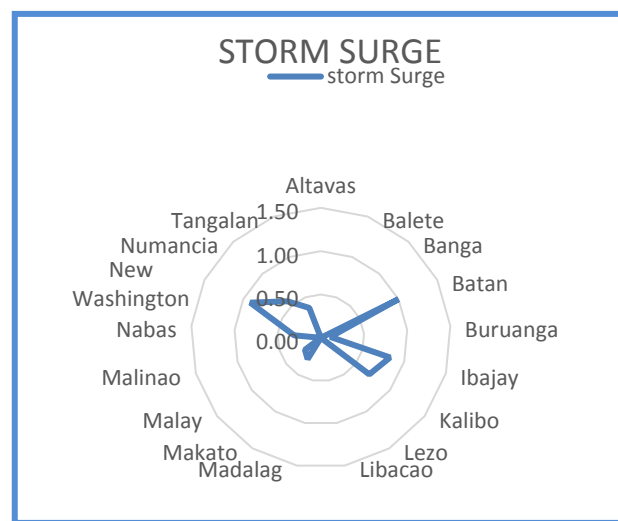 STORM SURGE
storm Surge
Altavas
Balete
Banga
Batan
Buruanga
Ibajay
Kalibo
Lezo
Libacao
Madalag
Makato
Malay
Malinao
Nabas
New
Washington
Numancia
Tangalan
1.50
1.00
0.50
0.00